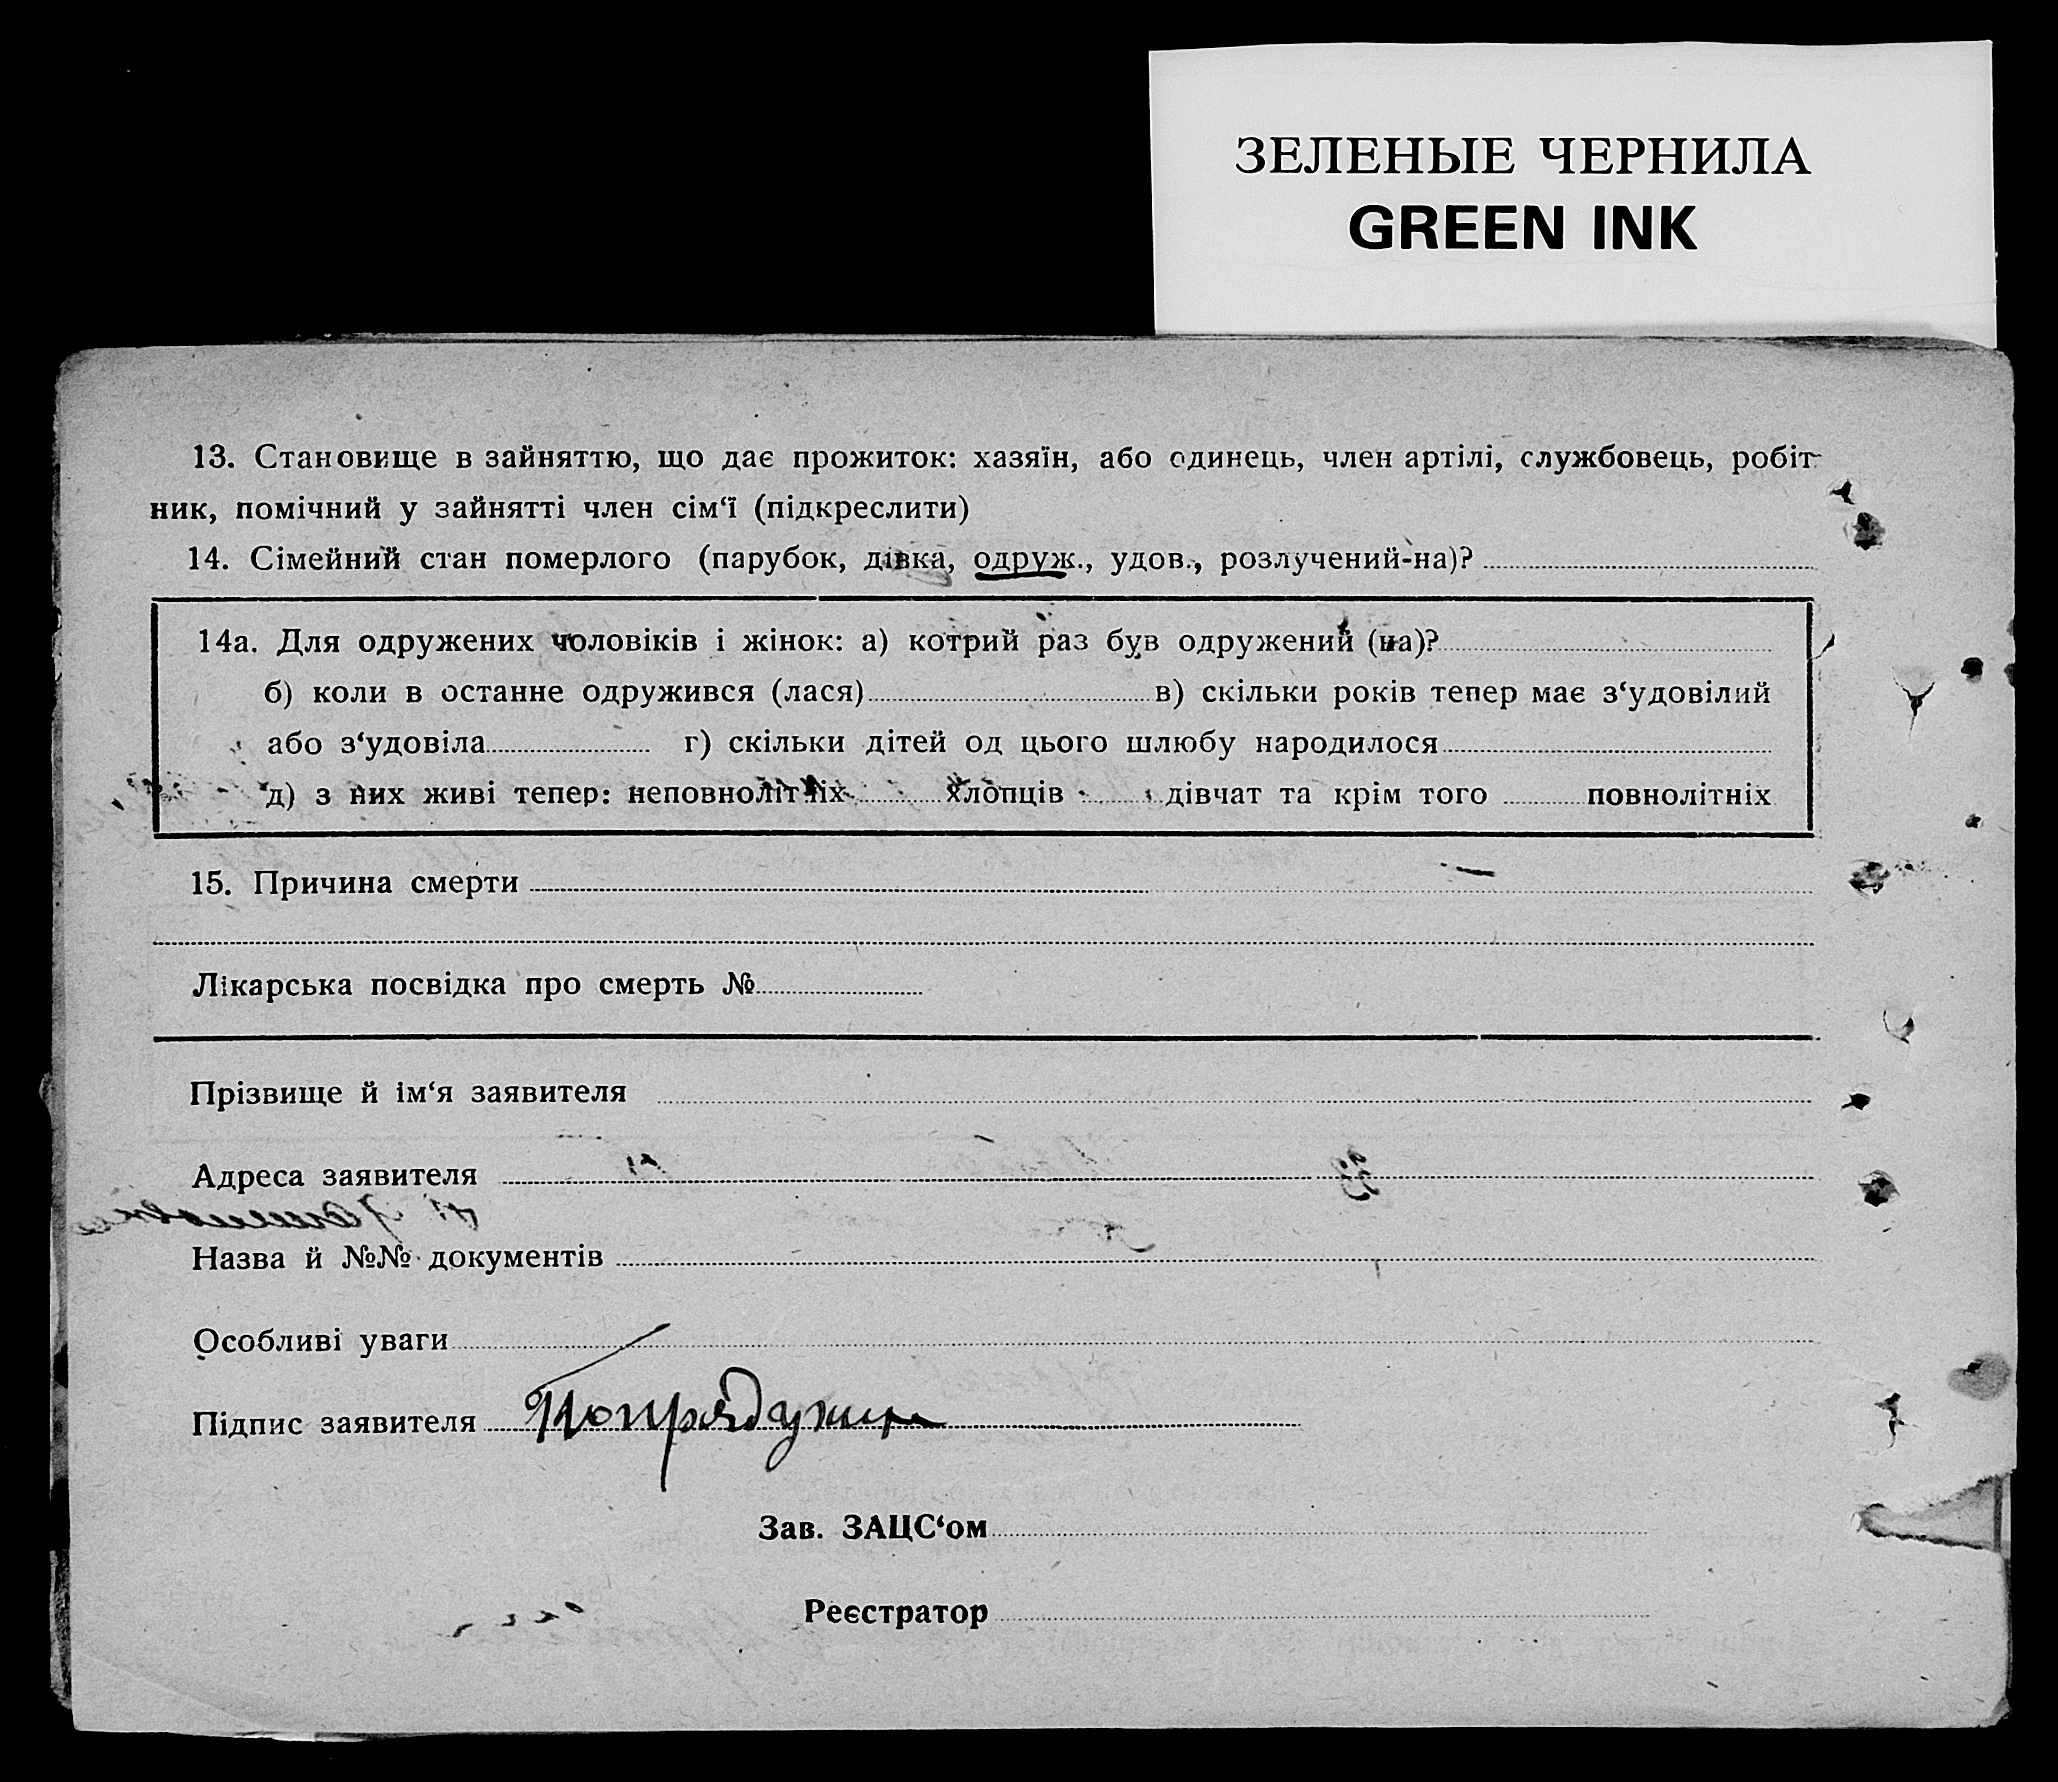 ЗЕЛЕНЫЕ ЧЕРНИЛА
GREEN INK
13. Становище в зайняттю, що дає прожиток: хазяїн, або одинець, член артілі, службовець, робіт-
ник, помічний у зайнятті член сім‘ї (підкреслити)
14. Сімейний стан померлого (парубок, дівка, одруж., удов., розлучений-на)?
14а. Для одружених чоловіків і жінок: а) котрий раз був одружений (на)?
б) коли в останне одружився (лася) в) скільки років тепер має з‘удовілий
або з‘удовіла г) скільки дітей од цього шлюбу народилося
д) з них живі тепер: неповнолітніх хлопців дівчат та крім того повнолітніх
15. Причина смерти —
Лікарська посвідка про смерть №
Прізвище й ім‘я заявителя
Адреса заявителя
Назва й №№ документів
Особливі уваги
Підпис заявителя
Зав. ЗАЦС‘ом
Реєстратор